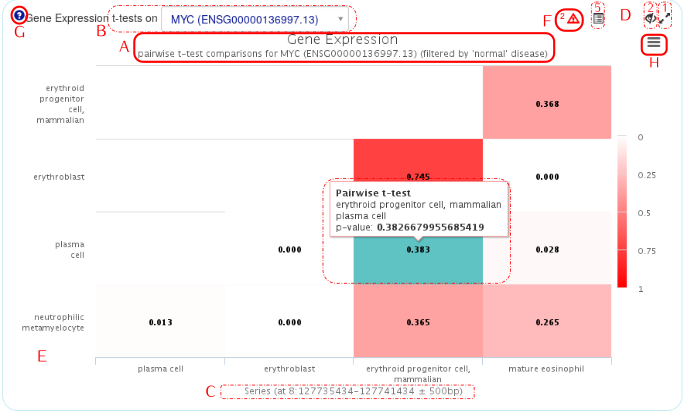 ? Gene Expression t-tests on MYC (ENSG00000136997.13)
G
B
F
2
5
D
2
1
A
Gene Expression
pairwise t-test comparisons for MYC (ENSG00000136997.13) (filtered by 'normal' disease)
H
erythroid
progenitor
cell,
mammalian
0.368
0
0.25
0.5
0.75
1
erythroblast
0.745
0.000
Pairwise t-test
erythroid progenitor cell, mammalian
plasma cell
p-value: 0.3826679955685419
plasma
cell
0.000
0.383
0.028
neutrophilic
metamyelocyte
0.013
0.000
0.365
0.265
E
plasma cell
erythroblast
erythroid progenitor cell,
mammalian
mature eosinophil
C
Series (at 8:127735434-127741434 ± 500bp)